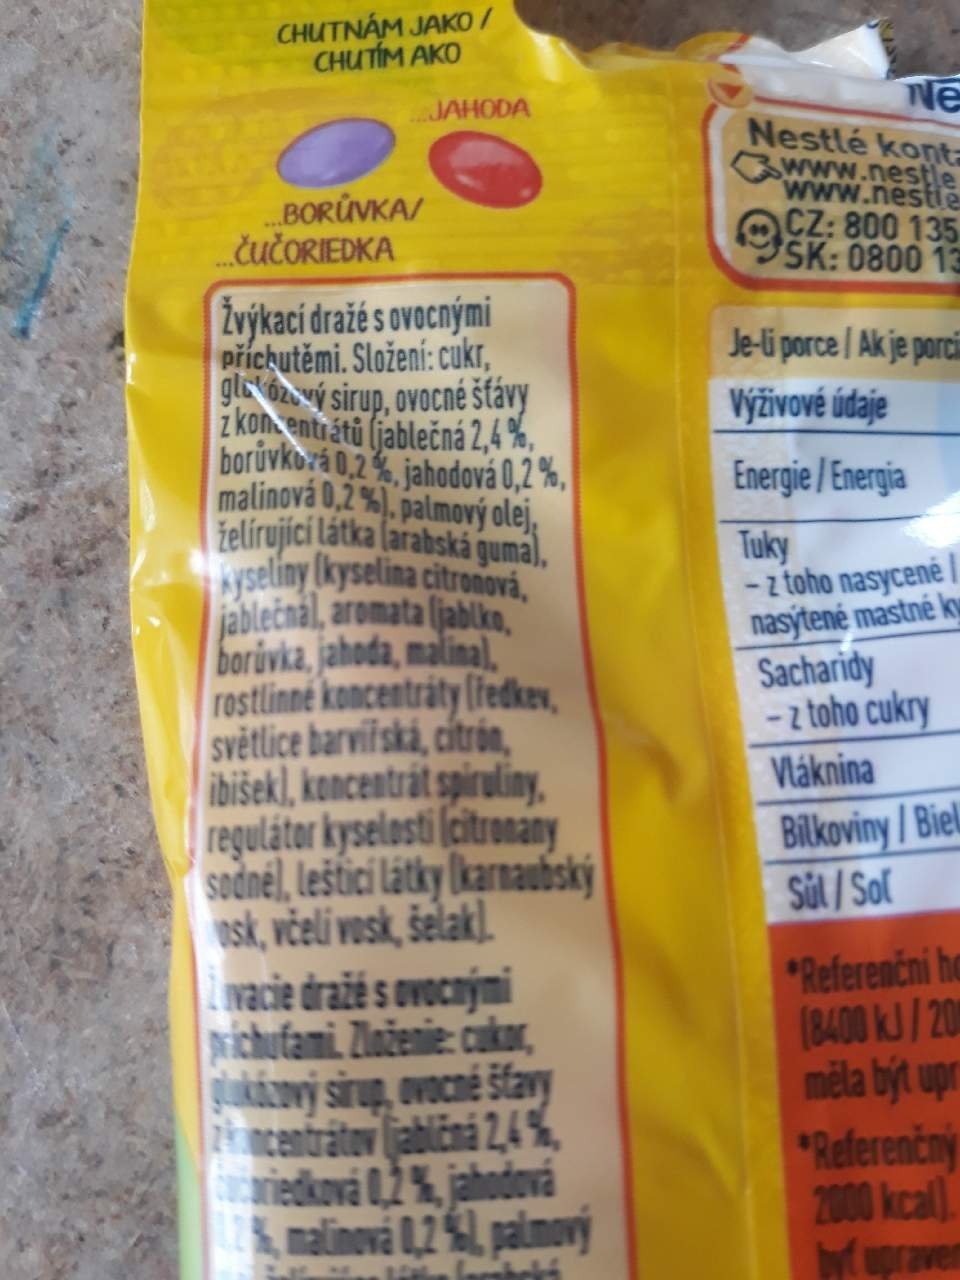 CHUTNÁM JAKO /
CHUTÍM AKO
...JAHODA
...BORŮVKA/
...ČUČORIEDKA
Žvýkací dražé s ovocnými
příchutěmi. Složení: cukr,
glukózový sirup, ovocné šťávy
z koncentrátů (jablečná 2,4 %,
borůvková 0,2 %, jahodová 0,2 %,
malinová 0,2 %), palmový olej,
želírující látka (arabská guma),
kyseliny (kyselina citronová,
jablečná), aromata (jablko,
borůvka, jahoda, malina),
rostlinné koncentráty (ředkev,
světlice barvířská, citrón,
ibišek), koncentrát spiruliny,
regulátor kyselosti (citronany
sodné), lešticí látky (karnaubský
vosk, včelí vosk, šelak).
Žuvacie dražé s ovocnými
príchuťami. Zloženie: cukor,
glukózový sirup, ovocné šťavy
z koncentrátov (jablčná 2,4 %,
čučoriedková 0,2 %, jahodová
0,2 %, malinová 0,2 %), palmový
Ne
Nestlé konta
www.nestle
www.nestle
CZ: 800 135
SK: 0800 13
Je-li porce / Ak je porci
Výživové údaje
Energie / Energia
Tuky
– z toho nasycené /
nasýtené mastné ky
Sacharidy
– z toho cukry
Vláknina
Bílkoviny / Biel
Sůl / Soľ
*Referenční ho
(8400 kJ / 200
měla být upr
*Referenčný
2000 kcal).
byť upraven